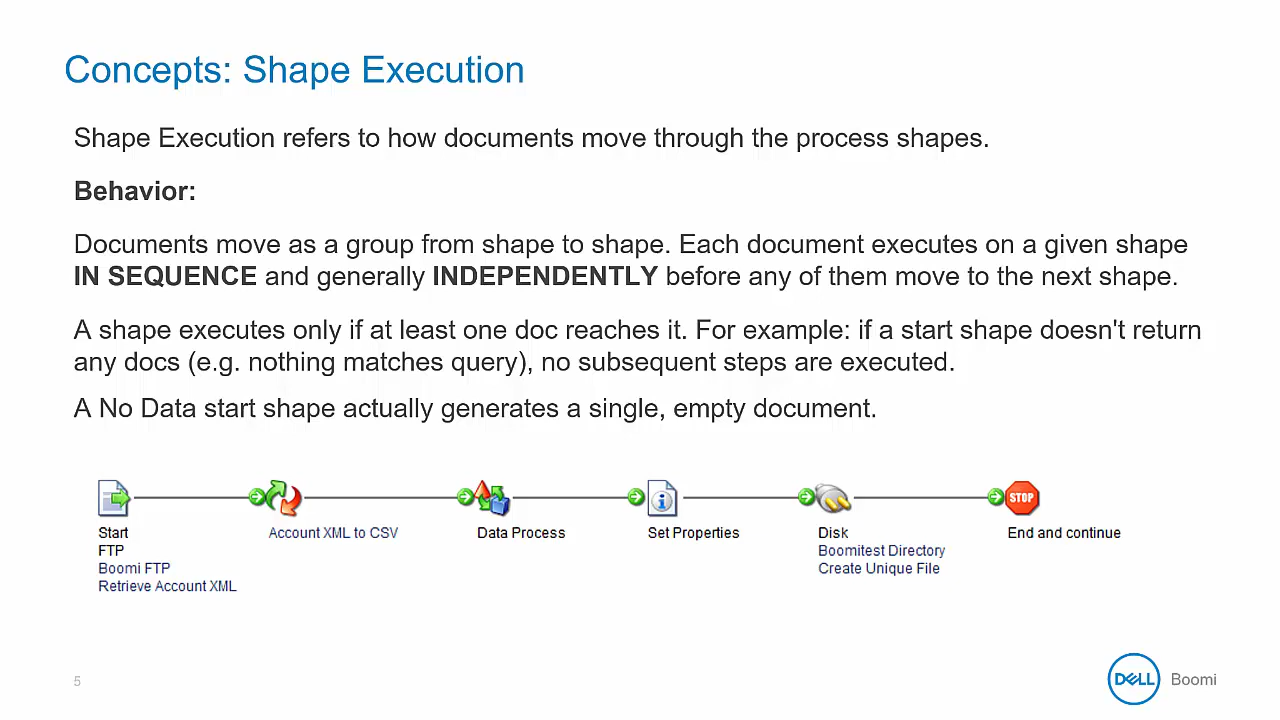 Concepts: Shape Execution
Shape Execution refers to how documents move through the process shapes.
Behavior:
Documents move as a group from shape to shape. Each document executes on a given shape
IN SEQUENCE and generally INDEPENDENTLY before any of them move to the next shape.
A shape executes only if at least one doc reaches it. For example: if a start shape doesn't return
any docs (e.g. nothing matches query), no subsequent steps are executed.
A No Data start shape actually generates a single, empty document.
STOP
Start
FTP
Boomi FTP
Retrieve Account XML
Account XML to CSV
Data Process
Set Properties
Disk
Boomitest Directory
Create Unique File
End and continue
5
DELL Boomi